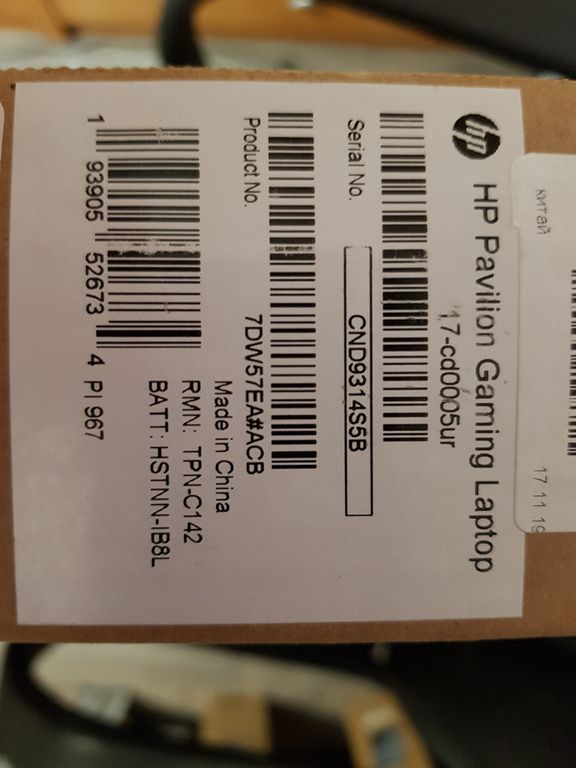 hp HP Pavilion Gaming Laptop
17-cd0005ur
Serial No.
CND9314S5B
Product No.
7DW57EA#ACB
Made in China
RMN: TPN-C142
BATT: HSTNN-IB8L
1 93905 52673 4 PI 967
китай
17 11 19